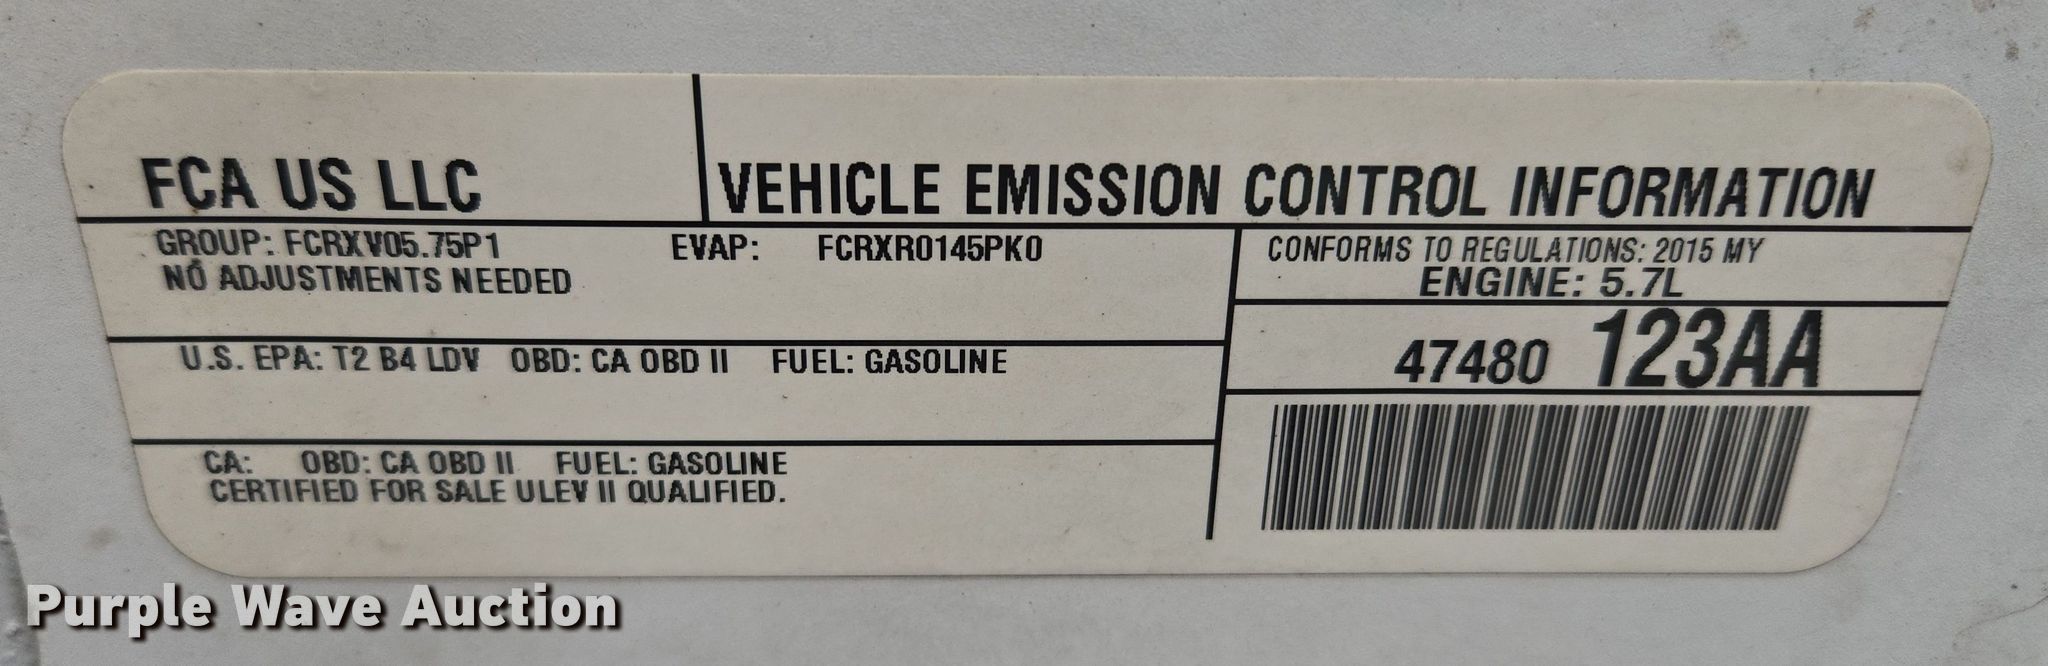 FCA US LLC
VEHICLE EMISSION CONTROL INFORMATION
GROUP: FCRXV05.75P1 EVAP: FCRXR0145PK0
NO ADJUSTMENTS NEEDED
CONFORMS TO REGULATIONS: 2015 MY
ENGINE: 5.7L
U.S. EPA: T2 B4 LDV OBD: CA OBD II FUEL: GASOLINE
47480 123AA
CA: OBD: CA OBD II FUEL: GASOLINE
CERTIFIED FOR SALE ULEV II QUALIFIED.
Purple Wave Auction